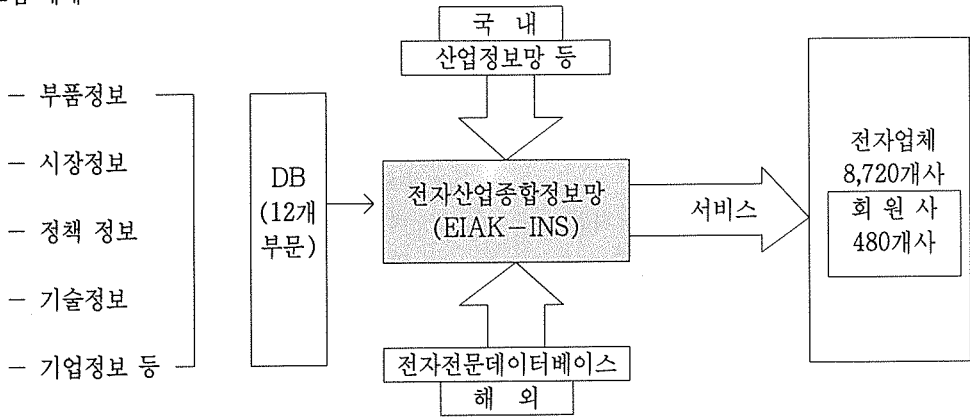 국 내
산업정보망 등
— 부품정보
— 시장정보
— 정책 정보
— 기술정보
— 기업정보 등
DB
(12개
부문)
전자산업종합정보망
(EIAK－INS)
서비스
전자업체
8,720개사
회 원 사
480개사
전자전문데이터베이스
해 외